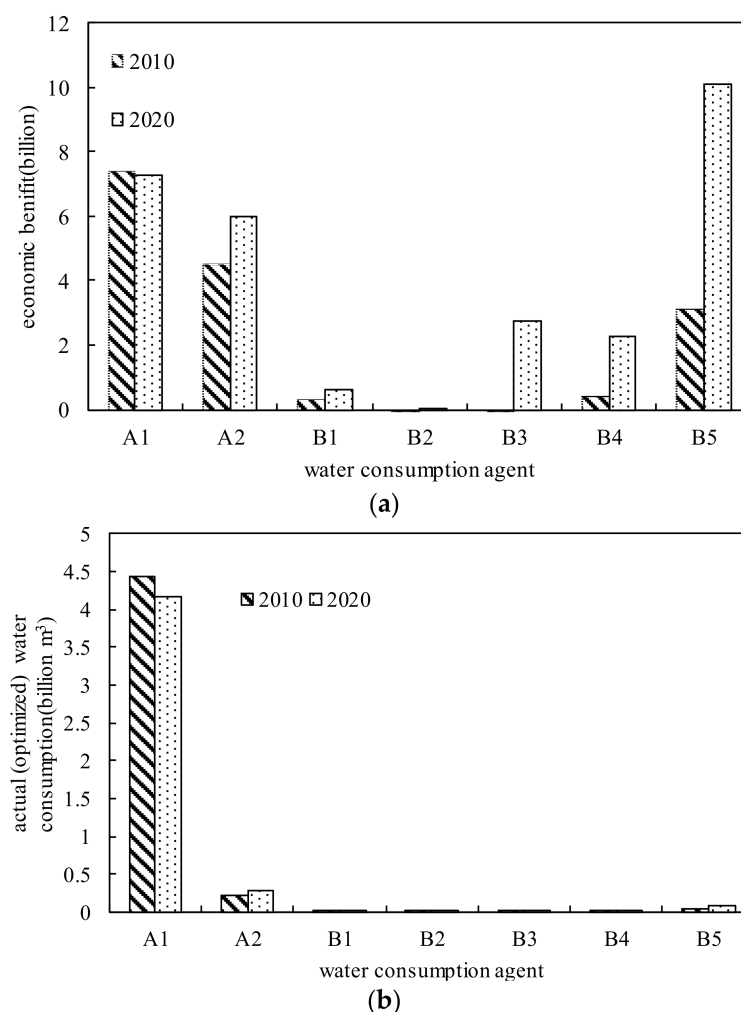 12
10
8
6
4
2
0
economic benifit(billion)
2010
2020
A1 A2 B1 B2 B3 B4 B5
water consumption agent
(a)
5
4.5
4
3.5
3
2.5
2
1.5
1
0.5
0
actual (optimized) water
consumption(billion m³)
2010 2020
A1 A2 B1 B2 B3 B4 B5
water consumption agent
(b)